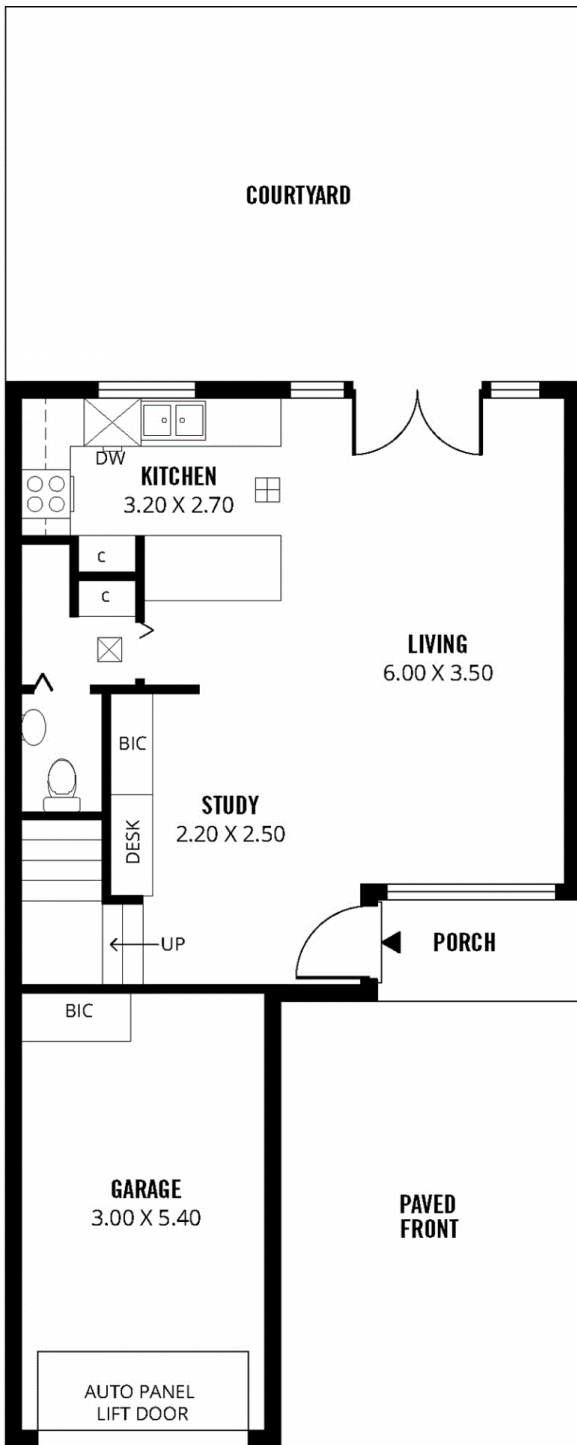 COURTYARD
DW
KITCHEN
3.20 X 2.70
C
C
LIVING
6.00 X 3.50
BIC
STUDY
2.20 X 2.50
DESK
UP
PORCH
BIC
GARAGE
3.00 X 5.40
PAVED
FRONT
AUTO PANEL
LIFT DOOR